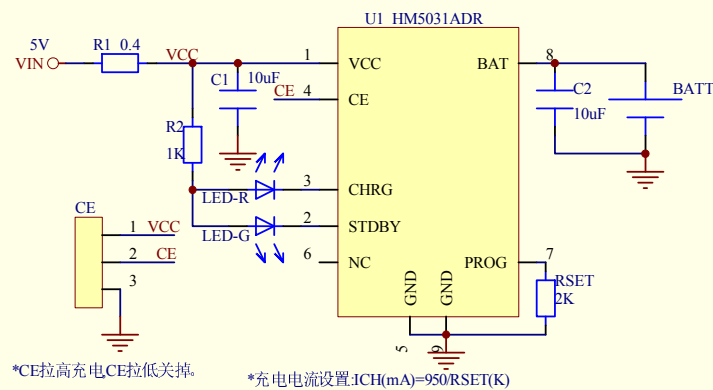 U1 HM5031ADR
5V
VIN
R1 0.4
VCC
1
VCC
BAT
8
C1
10uF
CE
4
CE
C2
10uF
BATT
R2
1K
3
CHRG
LED-R
2
STDBY
LED-G
6
NC
PROG
7
RSET
2K
GND
GND
5
9
CE
1
VCC
2
CE
3
*CE拉高充电,CE拉低关掉。
*充电电流设置:ICH(mA)=950/RSET(K)